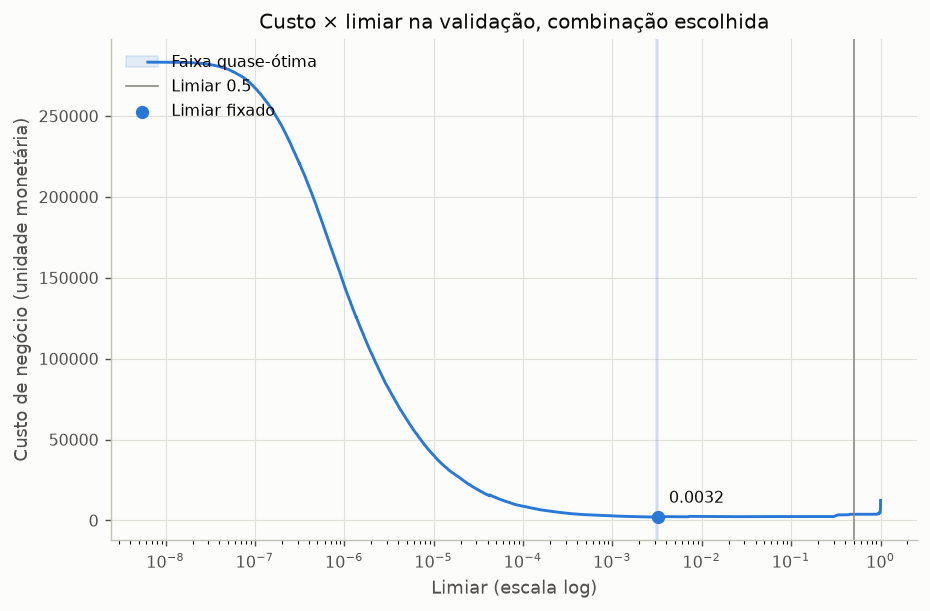 Custo × limiar na validação, combinação escolhida
Faixa quase-ótima
Limiar 0.5
Limiar fixado
Custo de negócio (unidade monetária)
250000
200000
150000
100000
50000
0
0.0032
10⁻⁸ 10⁻⁷ 10⁻⁶ 10⁻⁵ 10⁻⁴ 10⁻³ 10⁻² 10⁻¹ 10⁰
Limiar (escala log)